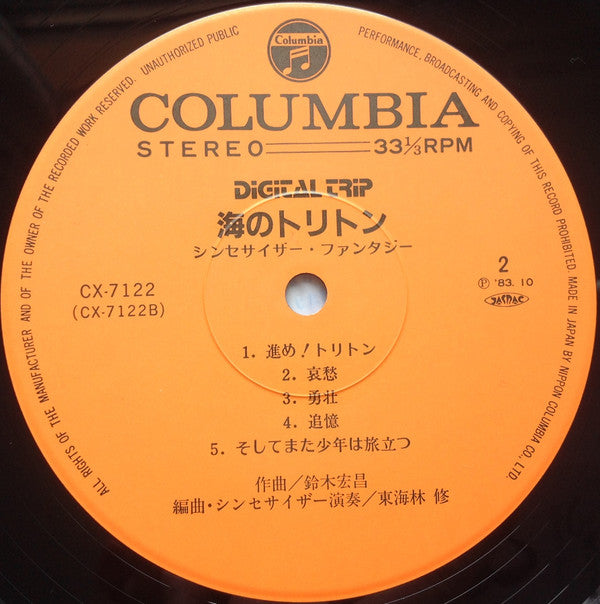 Columbia
ALL RIGHTS OF THE MANUFACTURER AND OF THE OWNER OF THE RECORDED WORK RESERVED. UNAUTHORIZED PUBLIC PERFORMANCE, BROADCASTING AND COPYING OF THIS RECORD PROHIBITED. MADE IN JAPAN BY NIPPON COLUMBIA CO., LTD.
COLUMBIA
STEREO 33⅓RPM
DIGITAL TRIP
海のトリトン
シンセサイザー・ファンタジー
CX-7122
(CX-7122B)
2
Ⓟ '83. 10
JASRAC
1. 進め!トリトン
2. 哀愁
3. 勇壮
4. 追憶
5. そしてまた少年は旅立つ
作曲/鈴木宏昌
編曲・シンセサイザー演奏/東海林 修